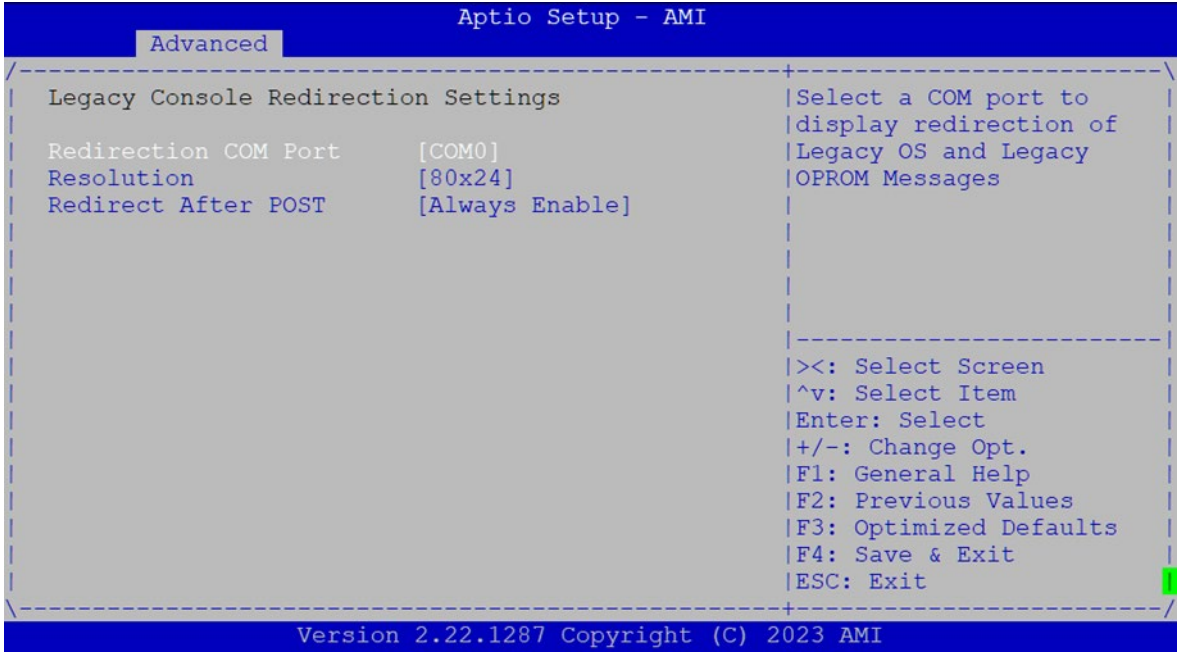 Aptio Setup - AMI
Advanced
Legacy Console Redirection Settings
Redirection COM Port [COM0]
Resolution [80x24]
Redirect After POST [Always Enable]
Select a COM port to
display redirection of
Legacy OS and Legacy
OPROM Messages
><: Select Screen
^v: Select Item
Enter: Select
+/-: Change Opt.
F1: General Help
F2: Previous Values
F3: Optimized Defaults
F4: Save & Exit
ESC: Exit
Version 2.22.1287 Copyright (C) 2023 AMI